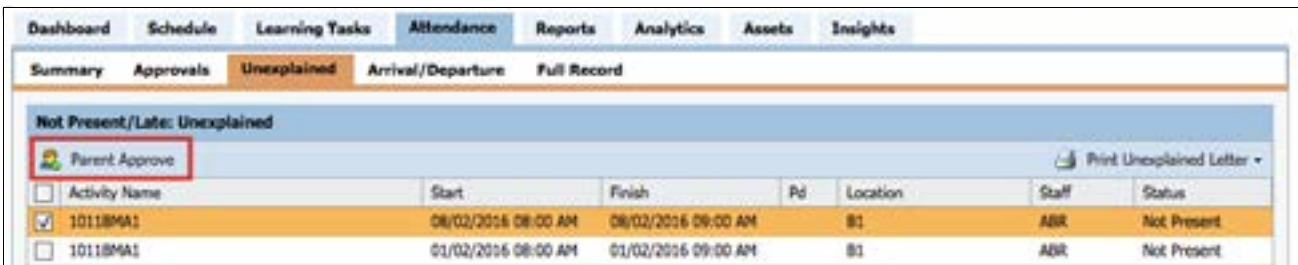 Dashboard Schedule Learning Tasks Attendance Reports Analytics Assets Insights
Summary Approvals Unexplained Arrival/Departure Full Record
Not Present/Late: Unexplained
Parent Approve Print Unexplained Letter
Activity Name Start Finish Pd Location Staff Status
1011BMA1 08/02/2016 08:00 AM 08/02/2016 09:00 AM B1 ABR Not Present
1011BMA1 01/02/2016 08:00 AM 01/02/2016 09:00 AM B1 ABR Not Present